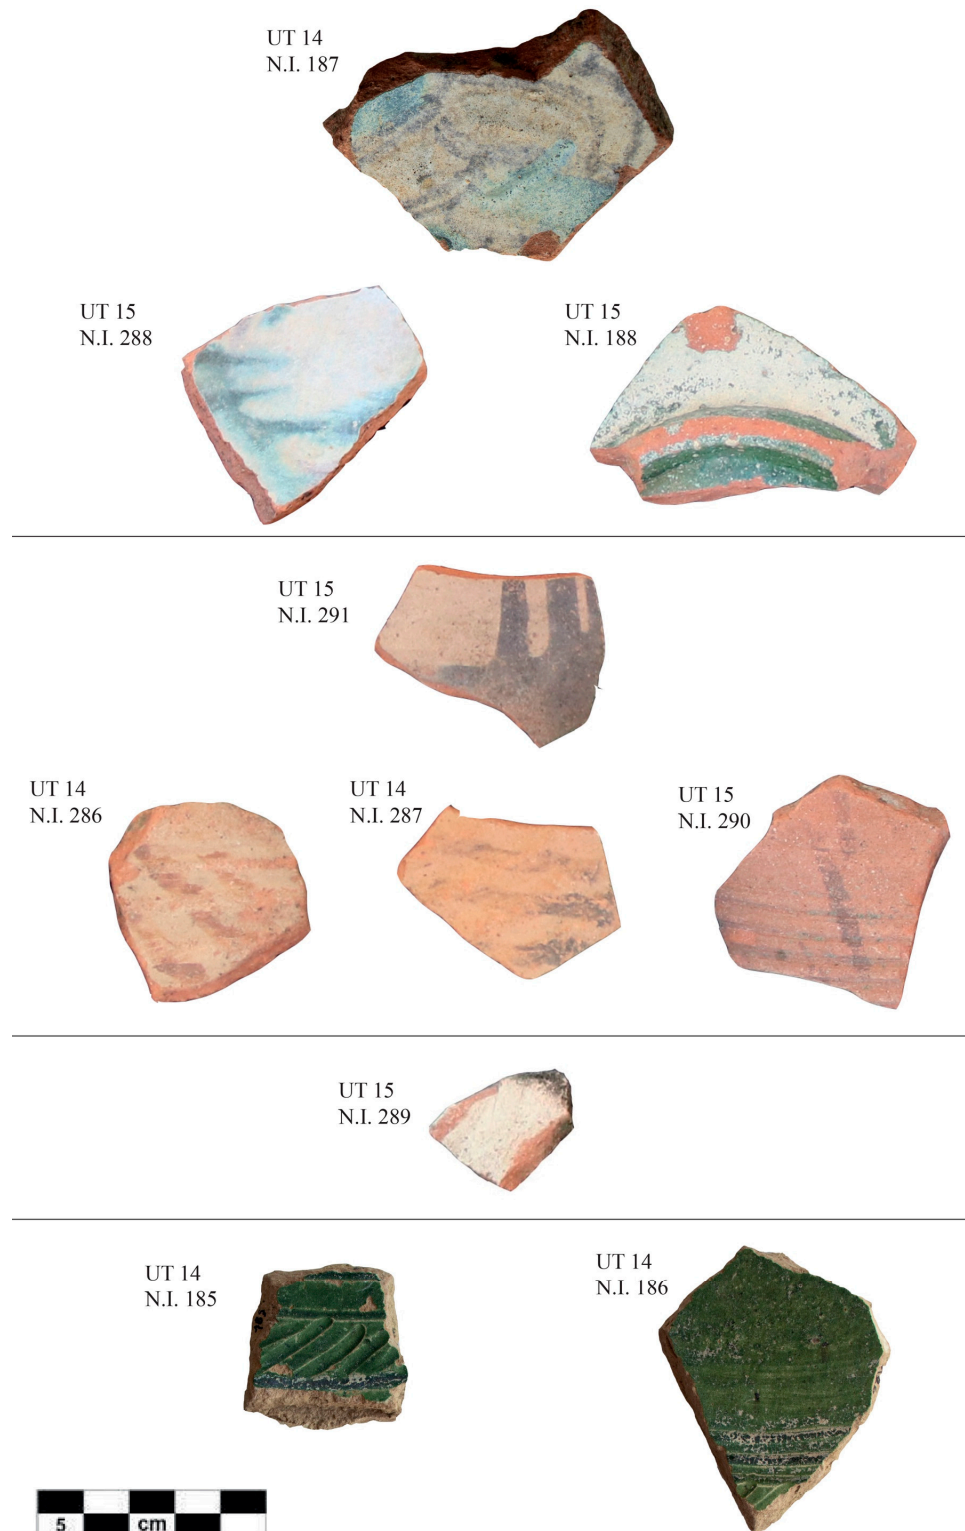 UT 14
N.I. 187
UT 15
N.I. 288
UT 15
N.I. 188
UT 15
N.I. 291
UT 14
N.I. 286
UT 14
N.I. 287
UT 15
N.I. 290
UT 15
N.I. 289
UT 14
N.I. 185
UT 14
N.I. 186
185
5 cm